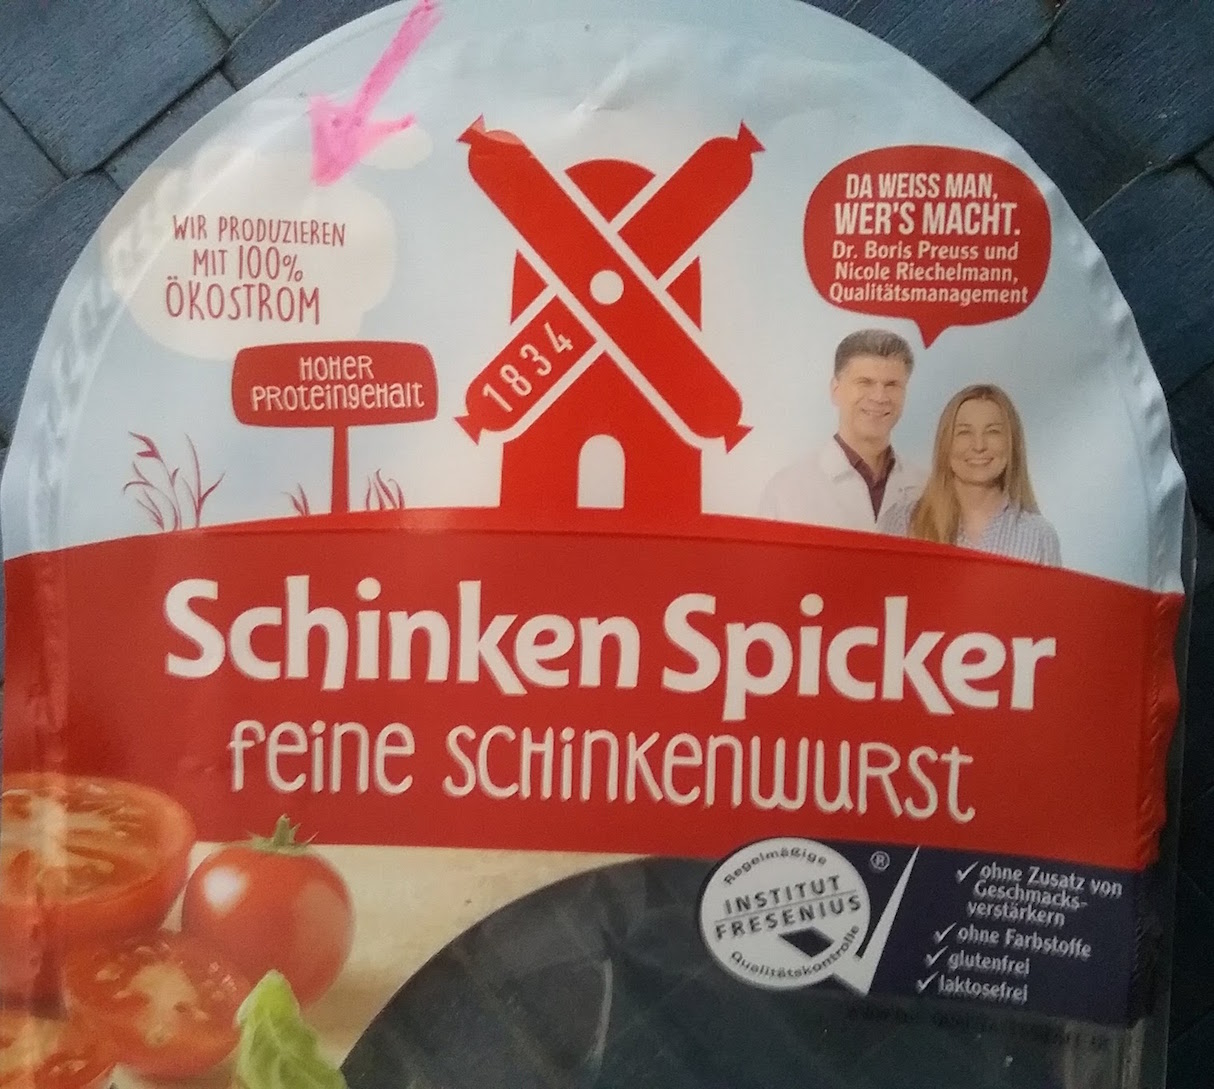 WIR PRODUZIEREN
MIT 100%
ÖKOSTROM
HOHER
PROTEINGEHALT
1834
DA WEISS MAN,
WER'S MACHT.
Dr. Boris Preuss und
Nicole Riechelmann,
Qualitätsmanagement
Schinken Spicker
feine SCHinkenwuRst
Regelmäßige
INSTITUT
FRESENIUS
Qualitätskontrolle
®
✓ ohne Zusatz von
Geschmacks-
verstärkern
✓ ohne Farbstoffe
✓ glutenfrei
✓ laktosefrei